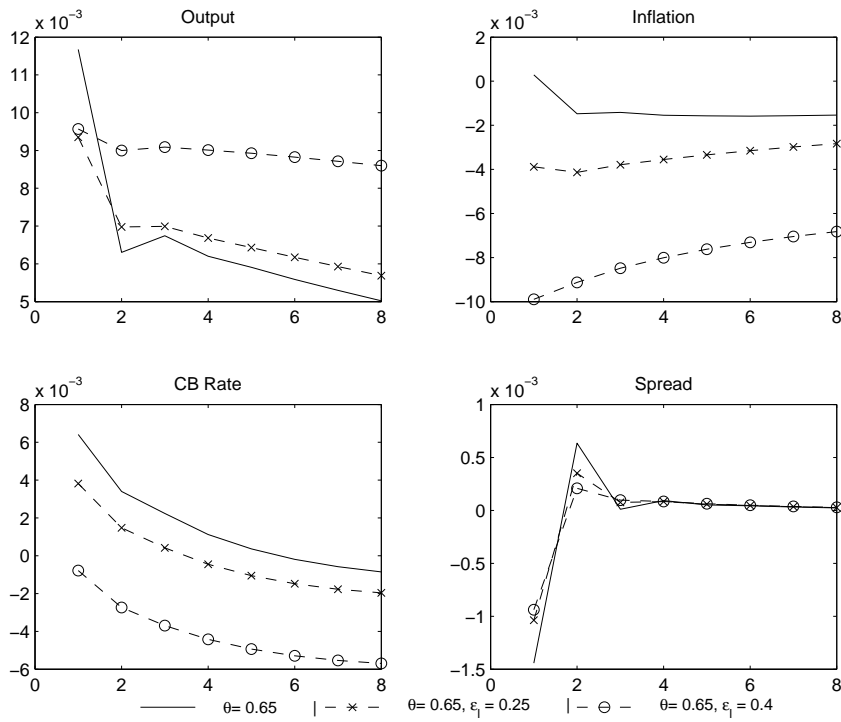 Output
x 10⁻³
12
11
10
9
8
7
6
5
0 2 4 6 8
Inflation
x 10⁻³
2
0
−2
−4
−6
−8
−10
0 2 4 6 8
CB Rate
x 10⁻³
8
6
4
2
0
−2
−4
−6
0 2 4 6 8
Spread
x 10⁻³
1
0.5
0
−0.5
−1
−1.5
0 2 4 6 8
θ= 0.65 | θ= 0.65, ε_l = 0.25 | θ= 0.65, ε_l = 0.4